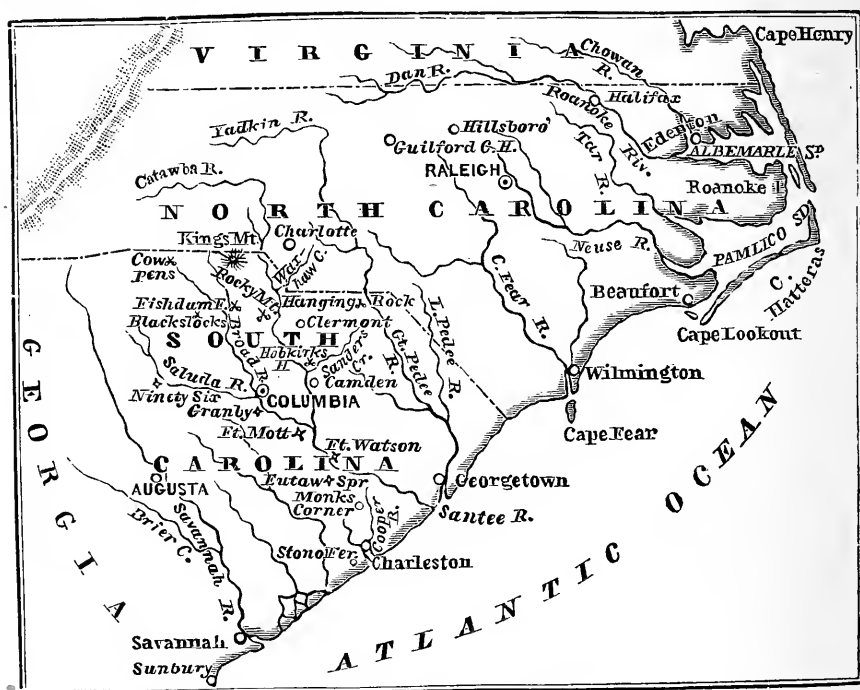 VIRGINIA
Cape Henry
Chowan
R.
Dan R.
Roanoke
Riv.
Halifax
Edenton
Yadkin R.
Hillsboro'
Guilford C.H.
Tar R.
ALBEMARLE SD.
RALEIGH
Catawba R.
Roanoke I
NORTH CAROLINA
Kings Mt.
Charlotte
Neuse R.
PAMLICO SD.
Cow
pens
Rocky Mt.
Wax-
haw C.
C. Fear R.
C.
Hatteras
Beaufort
Fishdam F.
Hanging Rock
L. Pedee R.
Blackstocks
Clermont
Cape Lookout
SOUTH
Broad R.
Hobkirks
H
Sanders
Cr.
Gt. Pedee
R.
Saluda R.
Camden
Wilmington
Ninety Six
COLUMBIA
Granby
Cape Fear
Ft. Mott
Ft. Watson
GEORGIA
CAROLINA
Eutaw Spr
Georgetown
AUGUSTA
Monks
Corner
Cooper
R.
Santee R.
Brier C.
Savannah R.
Stono Fer.
Charleston
ATLANTIC OCEAN
Savannah
Sunbury